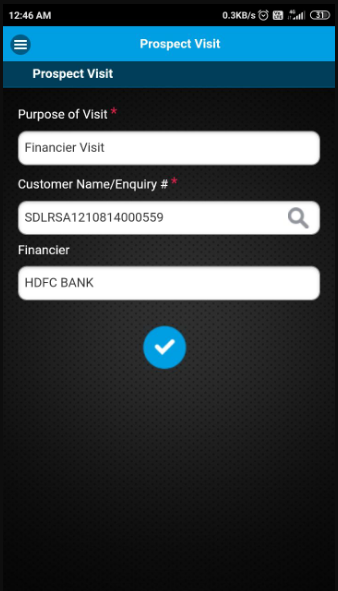 12:46 AM 0.3KB/s 4G 31
Prospect Visit
Prospect Visit
Purpose of Visit *
Financier Visit
Customer Name/Enquiry # *
SDLRSA1210814000559
Financier
HDFC BANK